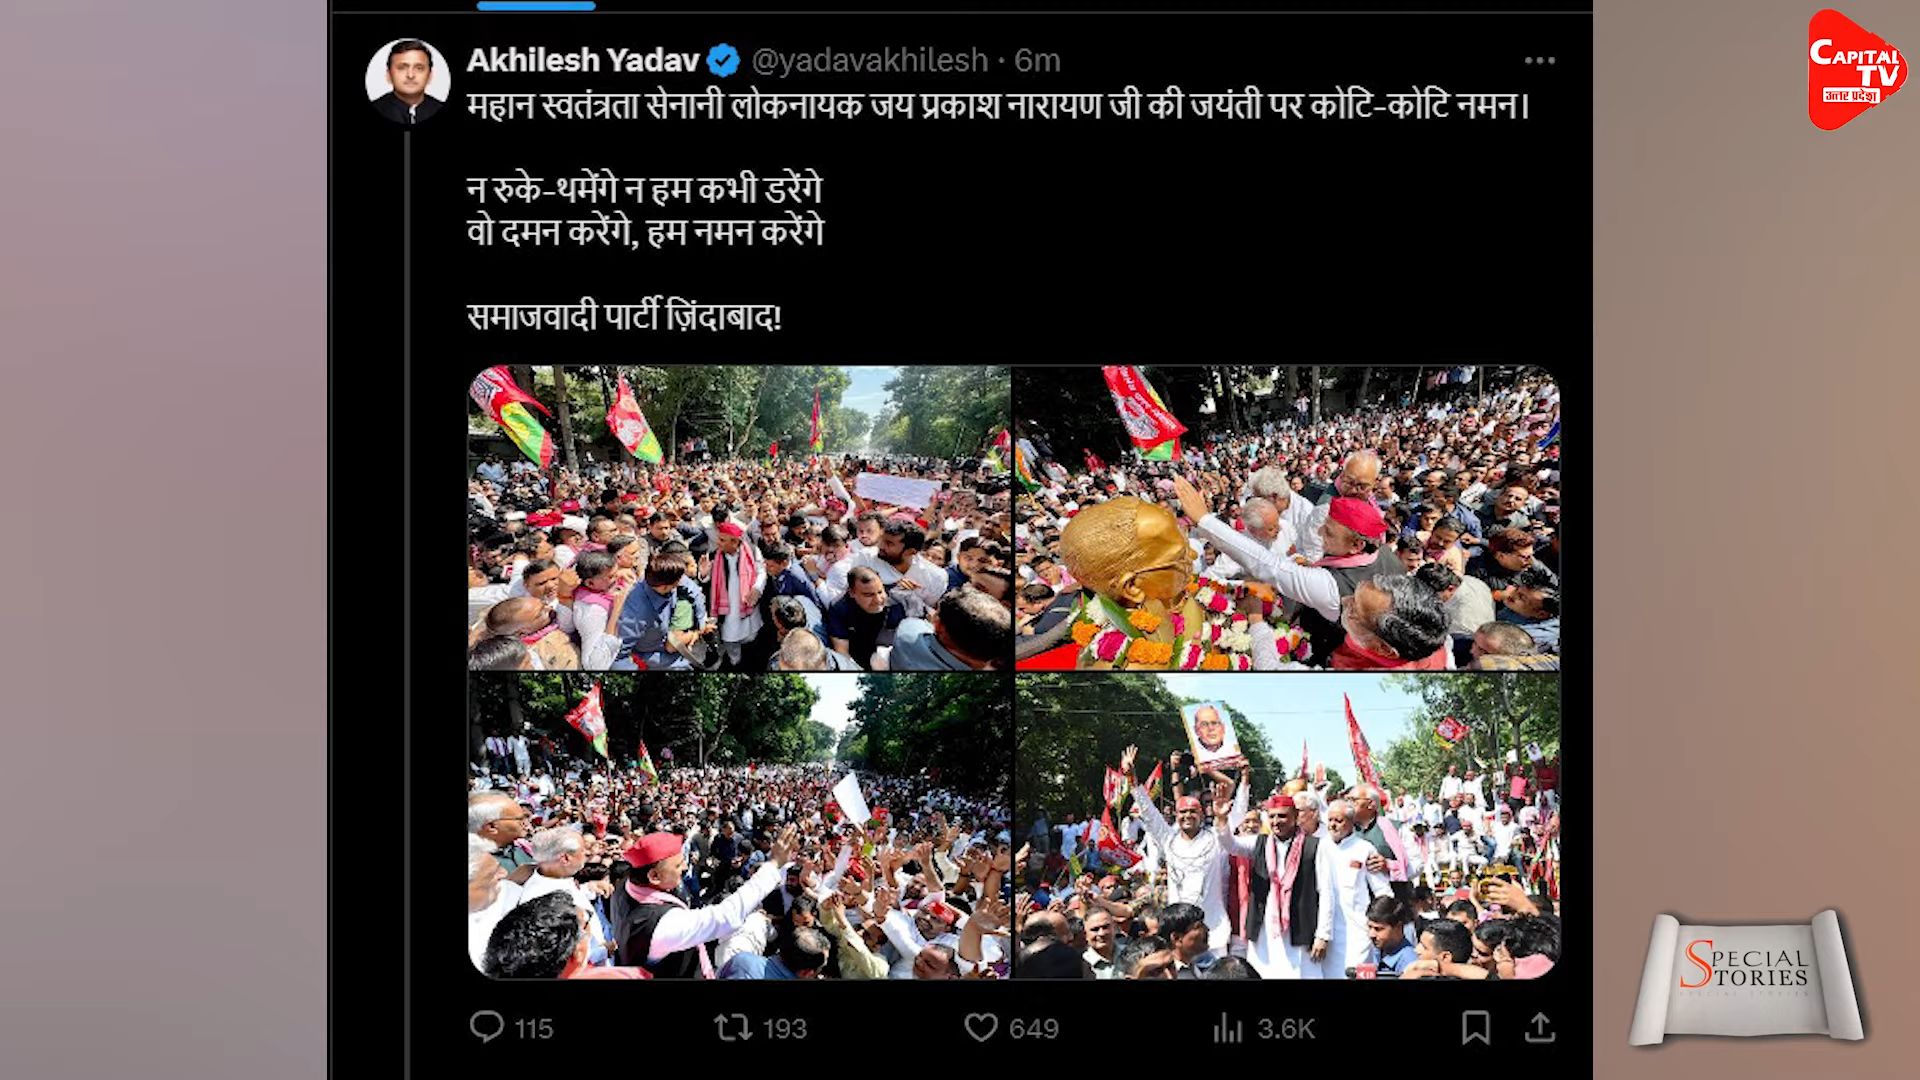 Akhilesh Yadav @yadavakhilesh · 6m
महान स्वतंत्रता सेनानी लोकनायक जय प्रकाश नारायण जी की जयंती पर कोटि-कोटि नमन।
न रुके-थमेंगे न हम कभी डरेंगे
वो दमन करेंगे, हम नमन करेंगे
समाजवादी पार्टी ज़िंदाबाद!
115 193 649 3.6K
CAPITAL
TV
उत्तर प्रदेश
SPECIAL
STORIES
SPECIAL STORIES